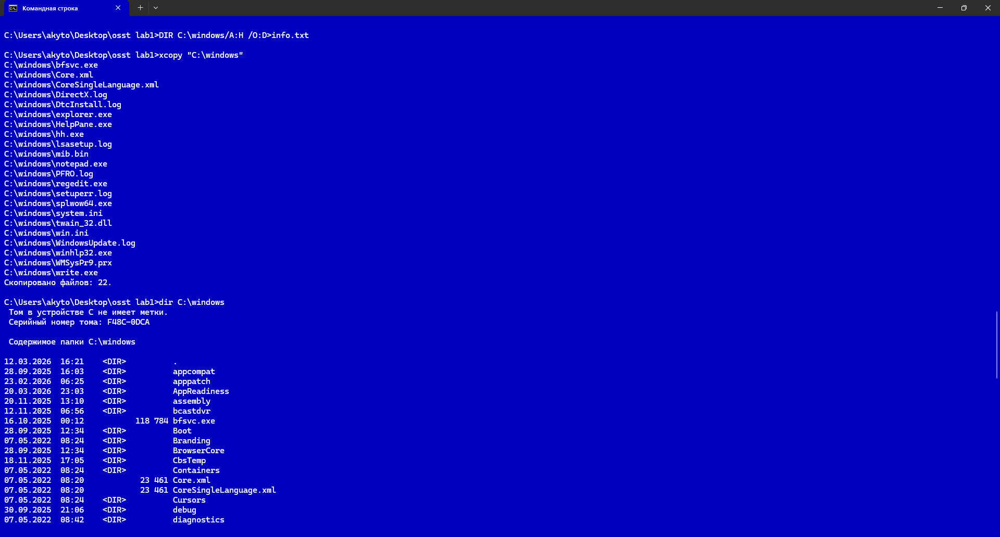 Командная строка
C:\Users\akyto\Desktop\osst lab1>DIR C:\windows/A:H /O:D>info.txt
C:\Users\akyto\Desktop\osst lab1>xcopy "C:\windows"
C:\windows\bfsvc.exe
C:\windows\Core.xml
C:\windows\CoreSingleLanguage.xml
C:\windows\DirectX.log
C:\windows\DtcInstall.log
C:\windows\explorer.exe
C:\windows\HelpPane.exe
C:\windows\hh.exe
C:\windows\lsasetup.log
C:\windows\mib.bin
C:\windows\notepad.exe
C:\windows\PFRO.log
C:\windows\regedit.exe
C:\windows\setuperr.log
C:\windows\splwow64.exe
C:\windows\system.ini
C:\windows\twain_32.dll
C:\windows\win.ini
C:\windows\WindowsUpdate.log
C:\windows\winhlp32.exe
C:\windows\WMSysPr9.prx
C:\windows\write.exe
Скопировано файлов: 22.
C:\Users\akyto\Desktop\osst lab1>dir C:\windows
Том в устройстве C не имеет метки.
Серийный номер тома: F48C-0DCA
Содержимое папки C:\windows
12.03.2026  16:21    <DIR>          .
28.09.2025  16:03    <DIR>          appcompat
23.02.2026  06:25    <DIR>          apppatch
20.03.2026  23:03    <DIR>          AppReadiness
20.11.2025  13:10    <DIR>          assembly
12.11.2025  06:56    <DIR>          bcastdvr
16.10.2025  00:12           118 784 bfsvc.exe
28.09.2025  12:34    <DIR>          Boot
07.05.2022  08:24    <DIR>          Branding
28.09.2025  12:34    <DIR>          BrowserCore
18.11.2025  17:05    <DIR>          CbsTemp
07.05.2022  08:24    <DIR>          Containers
07.05.2022  08:20            23 461 Core.xml
07.05.2022  08:20            23 461 CoreSingleLanguage.xml
07.05.2022  08:24    <DIR>          Cursors
30.09.2025  21:06    <DIR>          debug
07.05.2022  08:42    <DIR>          diagnostics